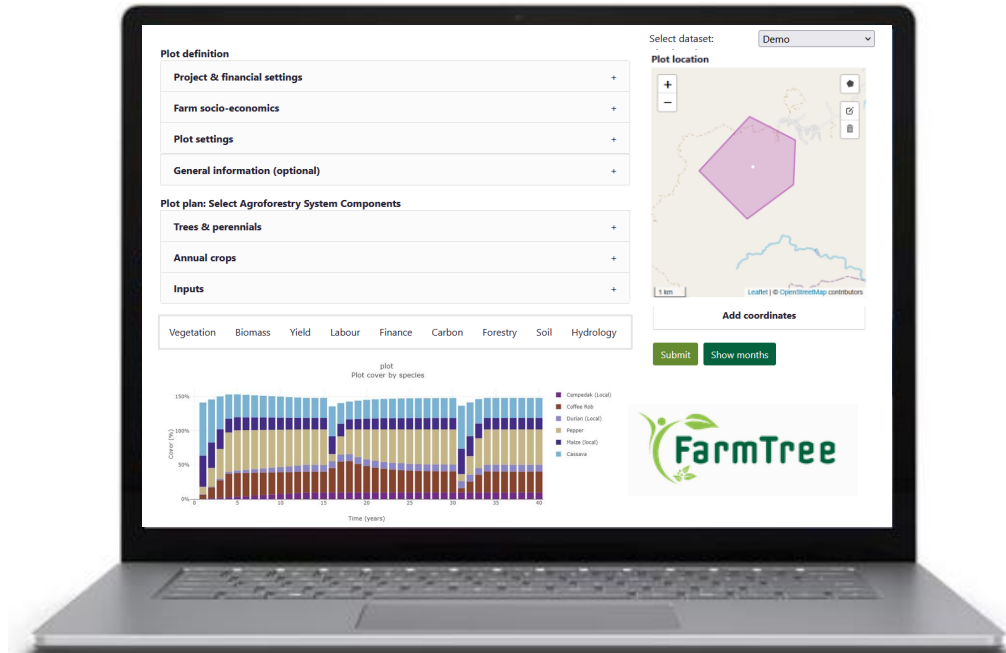 Select dataset:
Demo
Plot definition
Project & financial settings
+
Farm socio-economics
+
Plot settings
+
General information (optional)
+
Plot plan: Select Agroforestry System Components
Trees & perennials
+
Annual crops
+
Inputs
+
Plot location
+
−
1 km
Leaflet | © OpenStreetMap contributors
Add coordinates
Submit
Show months
Vegetation Biomass Yield Labour Finance Carbon Forestry Soil Hydrology
plot
Plot cover by species
150%
100%
50%
0%
Cover (%)
0 5 10 15 20 25 30 35 40
Time (years)
Cempedak (Local)
Coffee Rob
Durian (Local)
Pepper
Maize (local)
Cassava
FarmTree